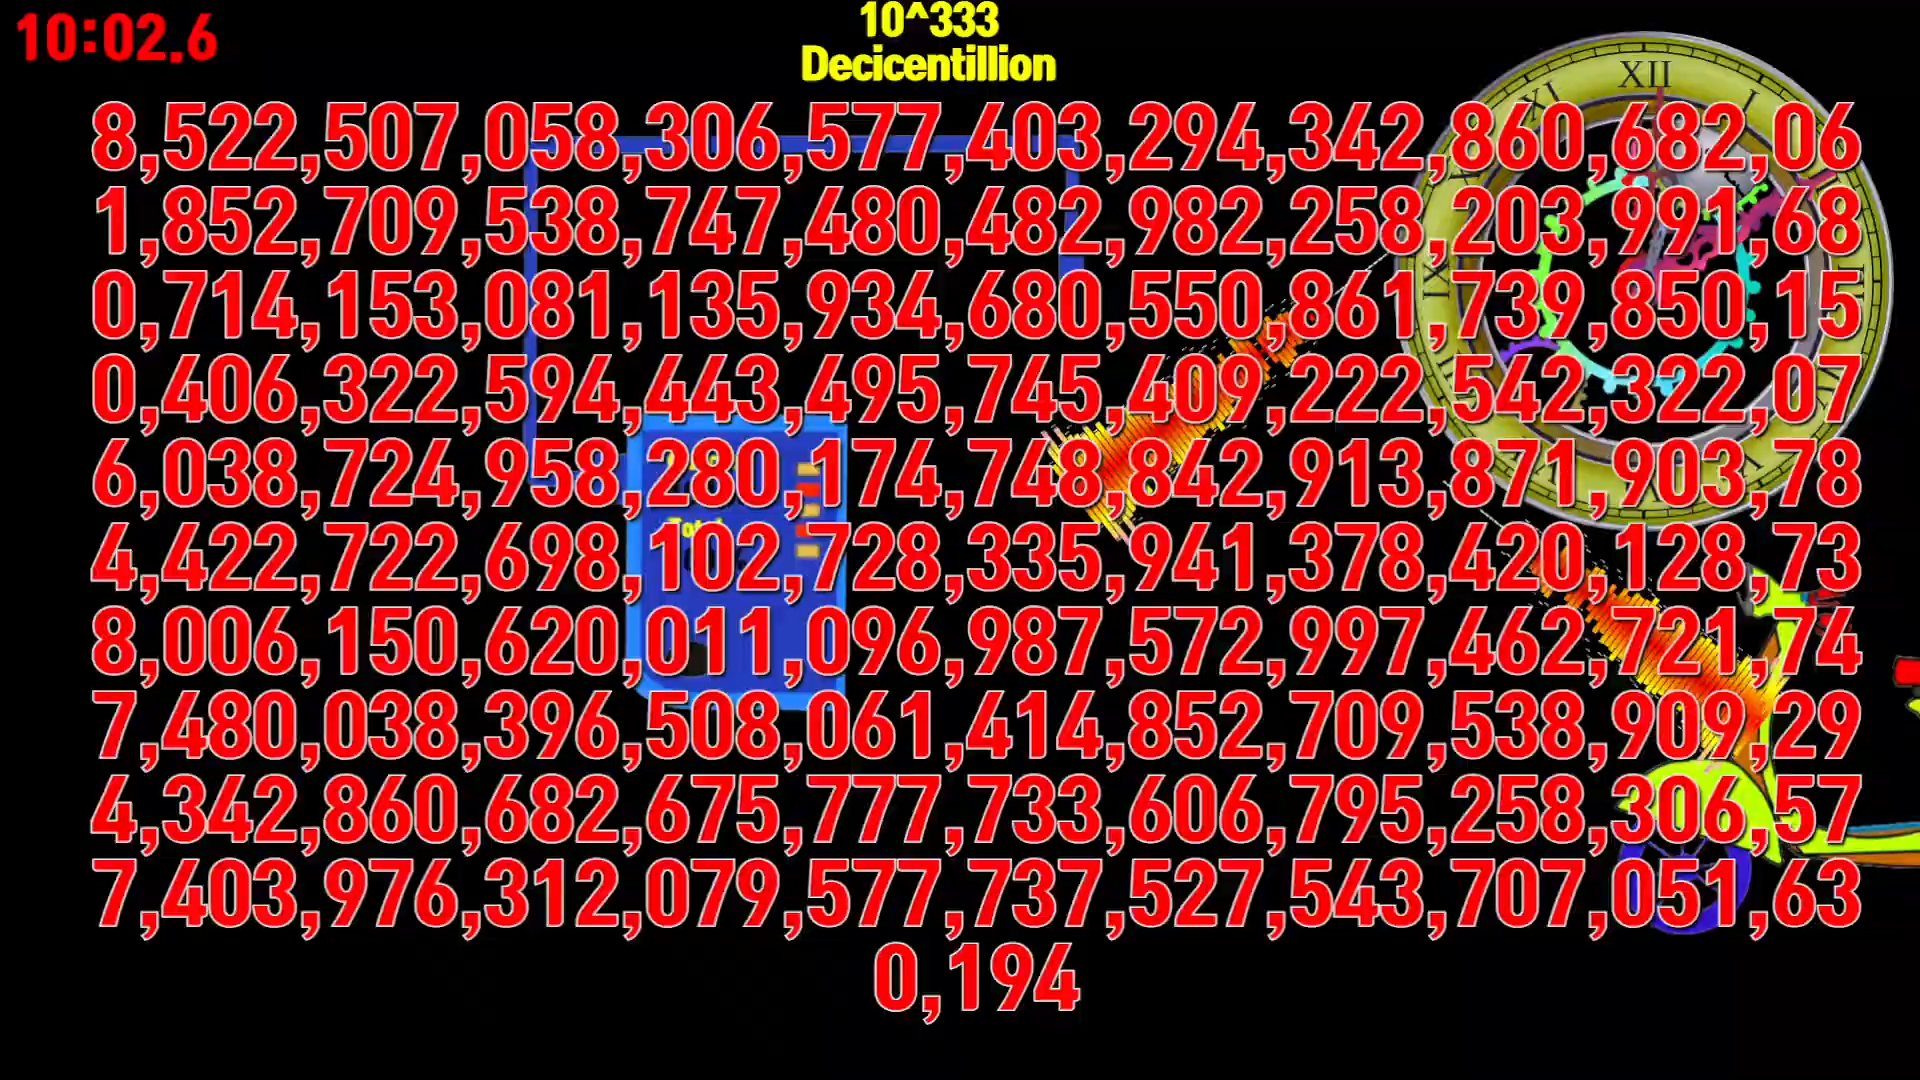 10:02.6
10^333
Decicentillion
XII
I
XI
IX
8,522,507,058,306,577,403,294,342,860,682,06
1,852,709,538,747,480,482,982,258,203,991,68
0,714,153,081,135,934,680,550,861,739,850,15
0,406,322,594,443,495,745,409,222,542,322,07
6,038,724,958,280,174,748,842,913,871,903,78
4,422,722,698,102,728,335,941,378,420,128,73
8,006,150,620,011,096,987,572,997,462,721,74
7,480,038,396,508,061,414,852,709,538,909,29
4,342,860,682,675,777,733,606,795,258,306,57
7,403,976,312,079,577,737,527,543,707,051,63
0,194